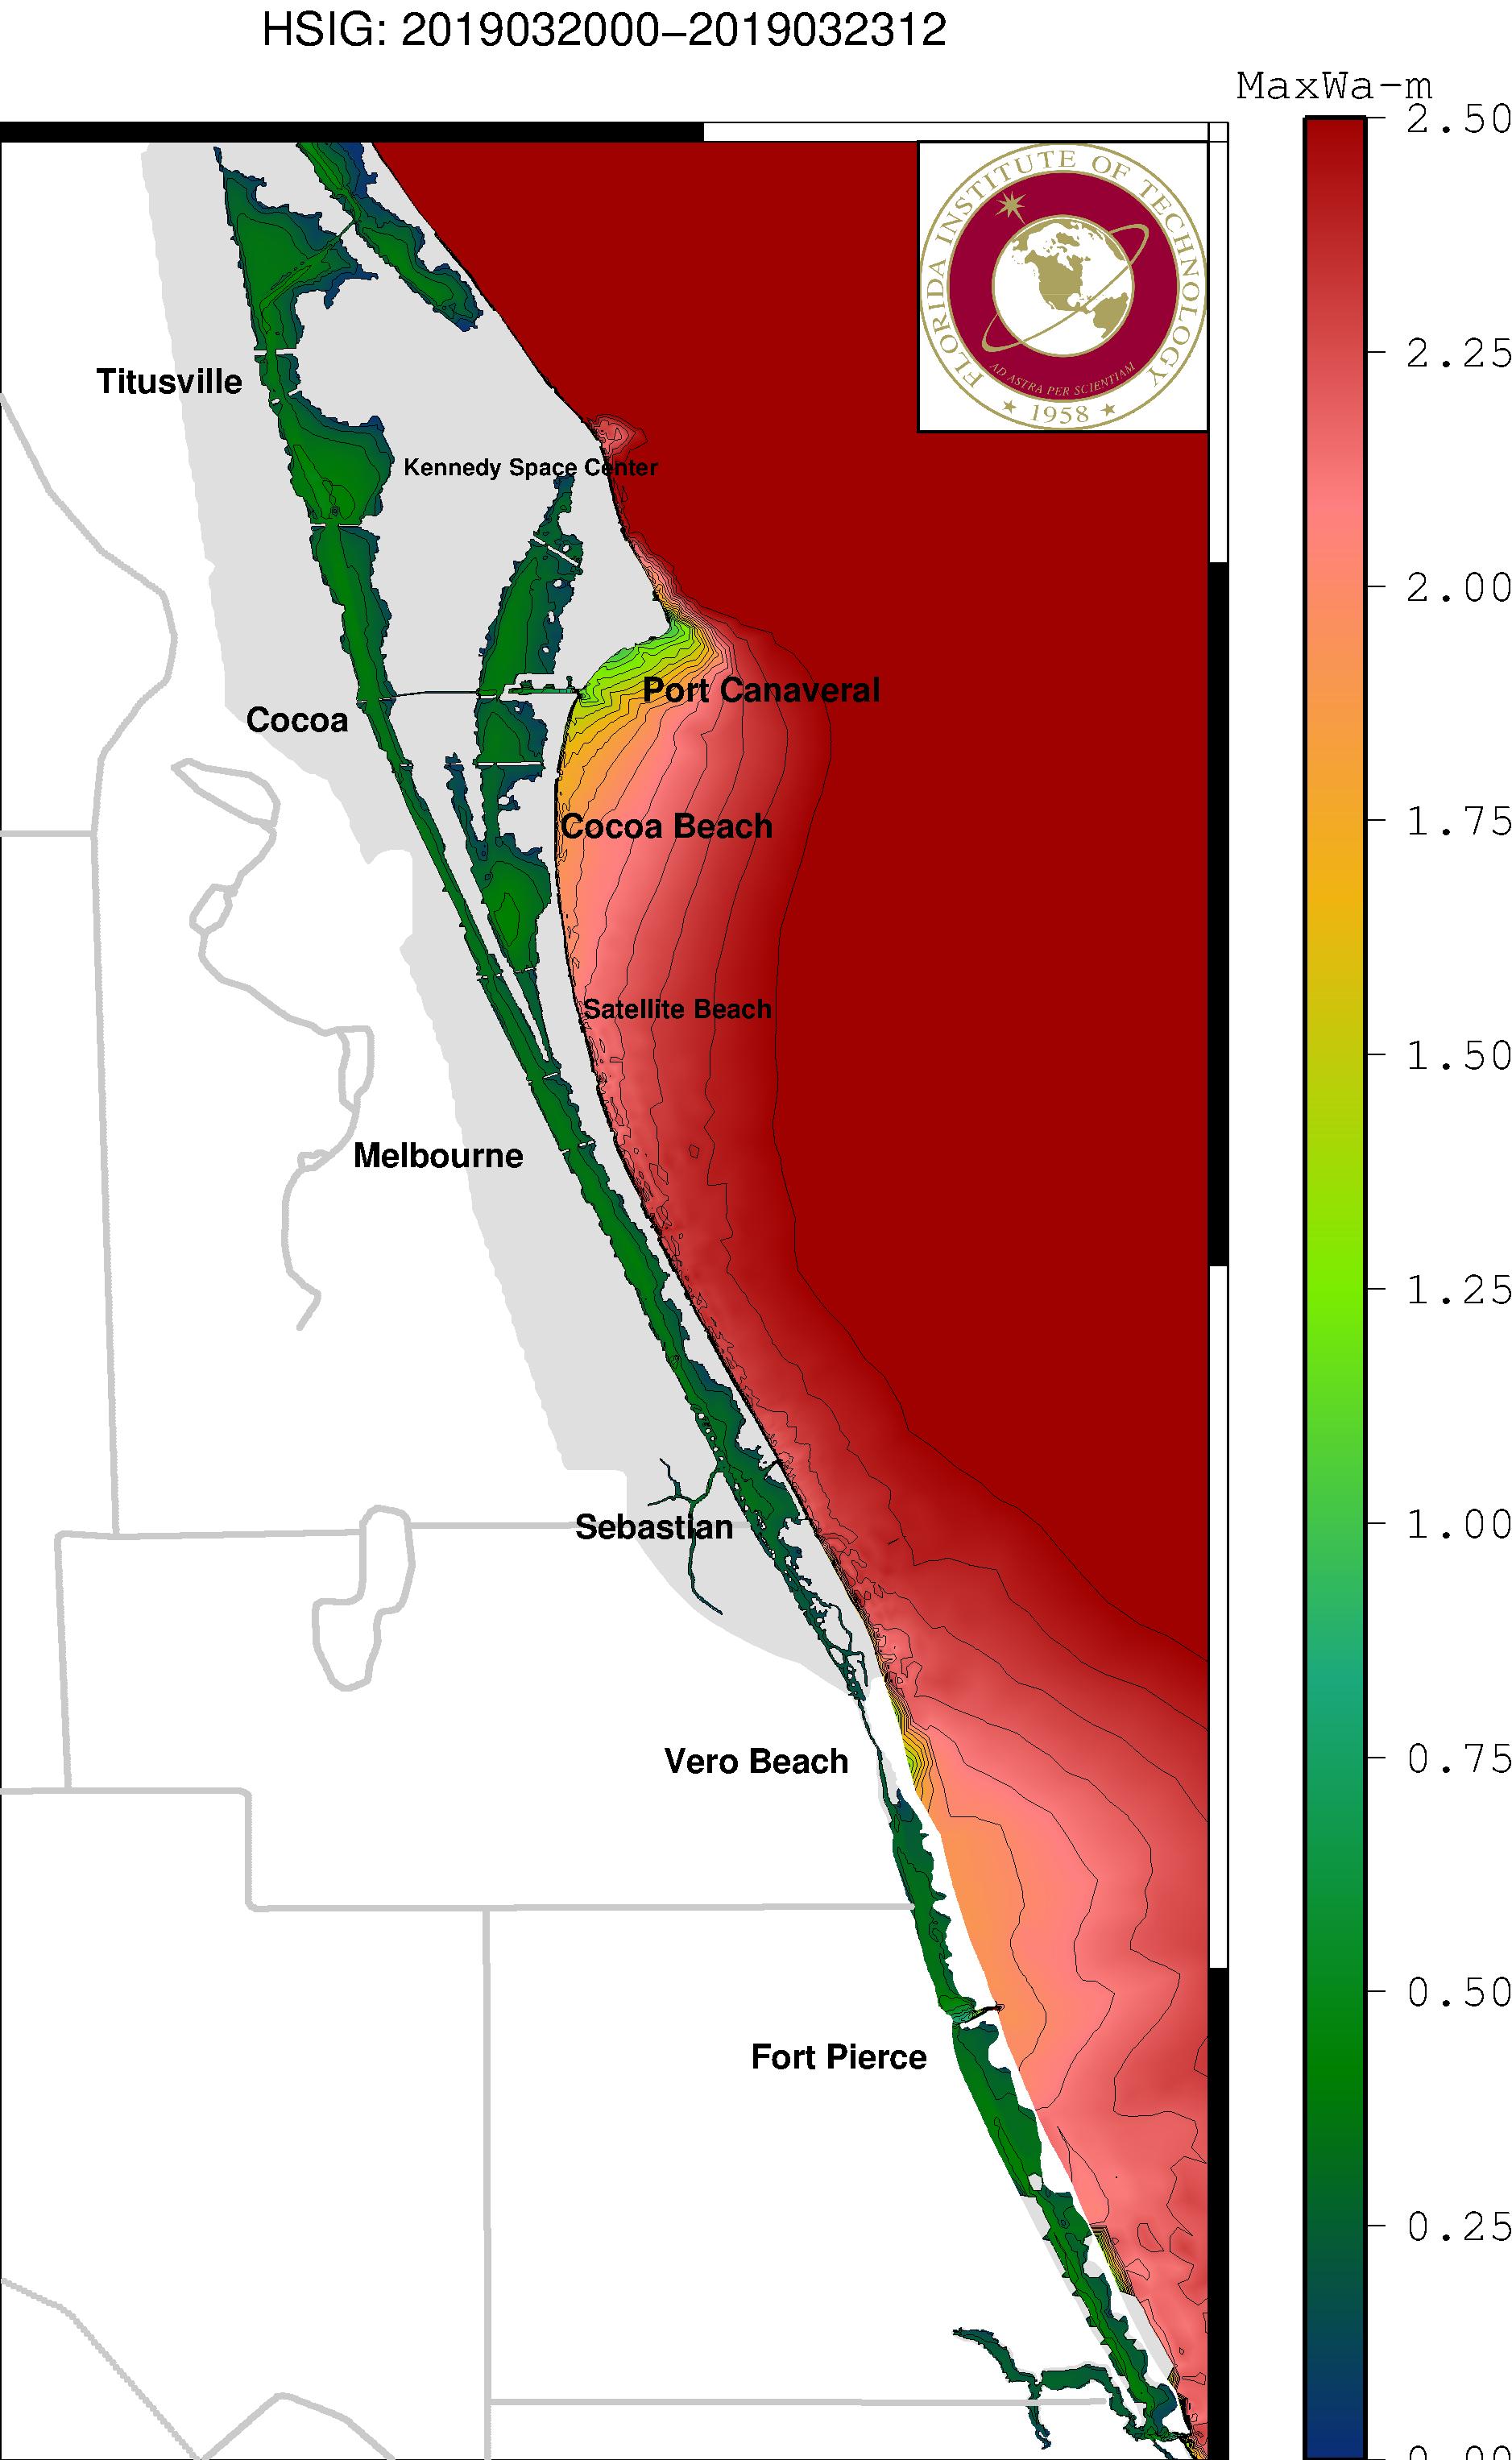 HSIG: 2019032000–2019032312
MaxWa-m
2.50
FLORIDA INSTITUTE OF TECHNOLOGY
AD ASTRA PER SCIENTIAM
★ 1958 ★
2.25
Titusville
Kennedy Space Center
2.00
Port Canaveral
Cocoa
1.75
Cocoa Beach
Satellite Beach
1.50
Melbourne
1.25
1.00
Sebastian
0.75
Vero Beach
0.50
Fort Pierce
0.25
0.00